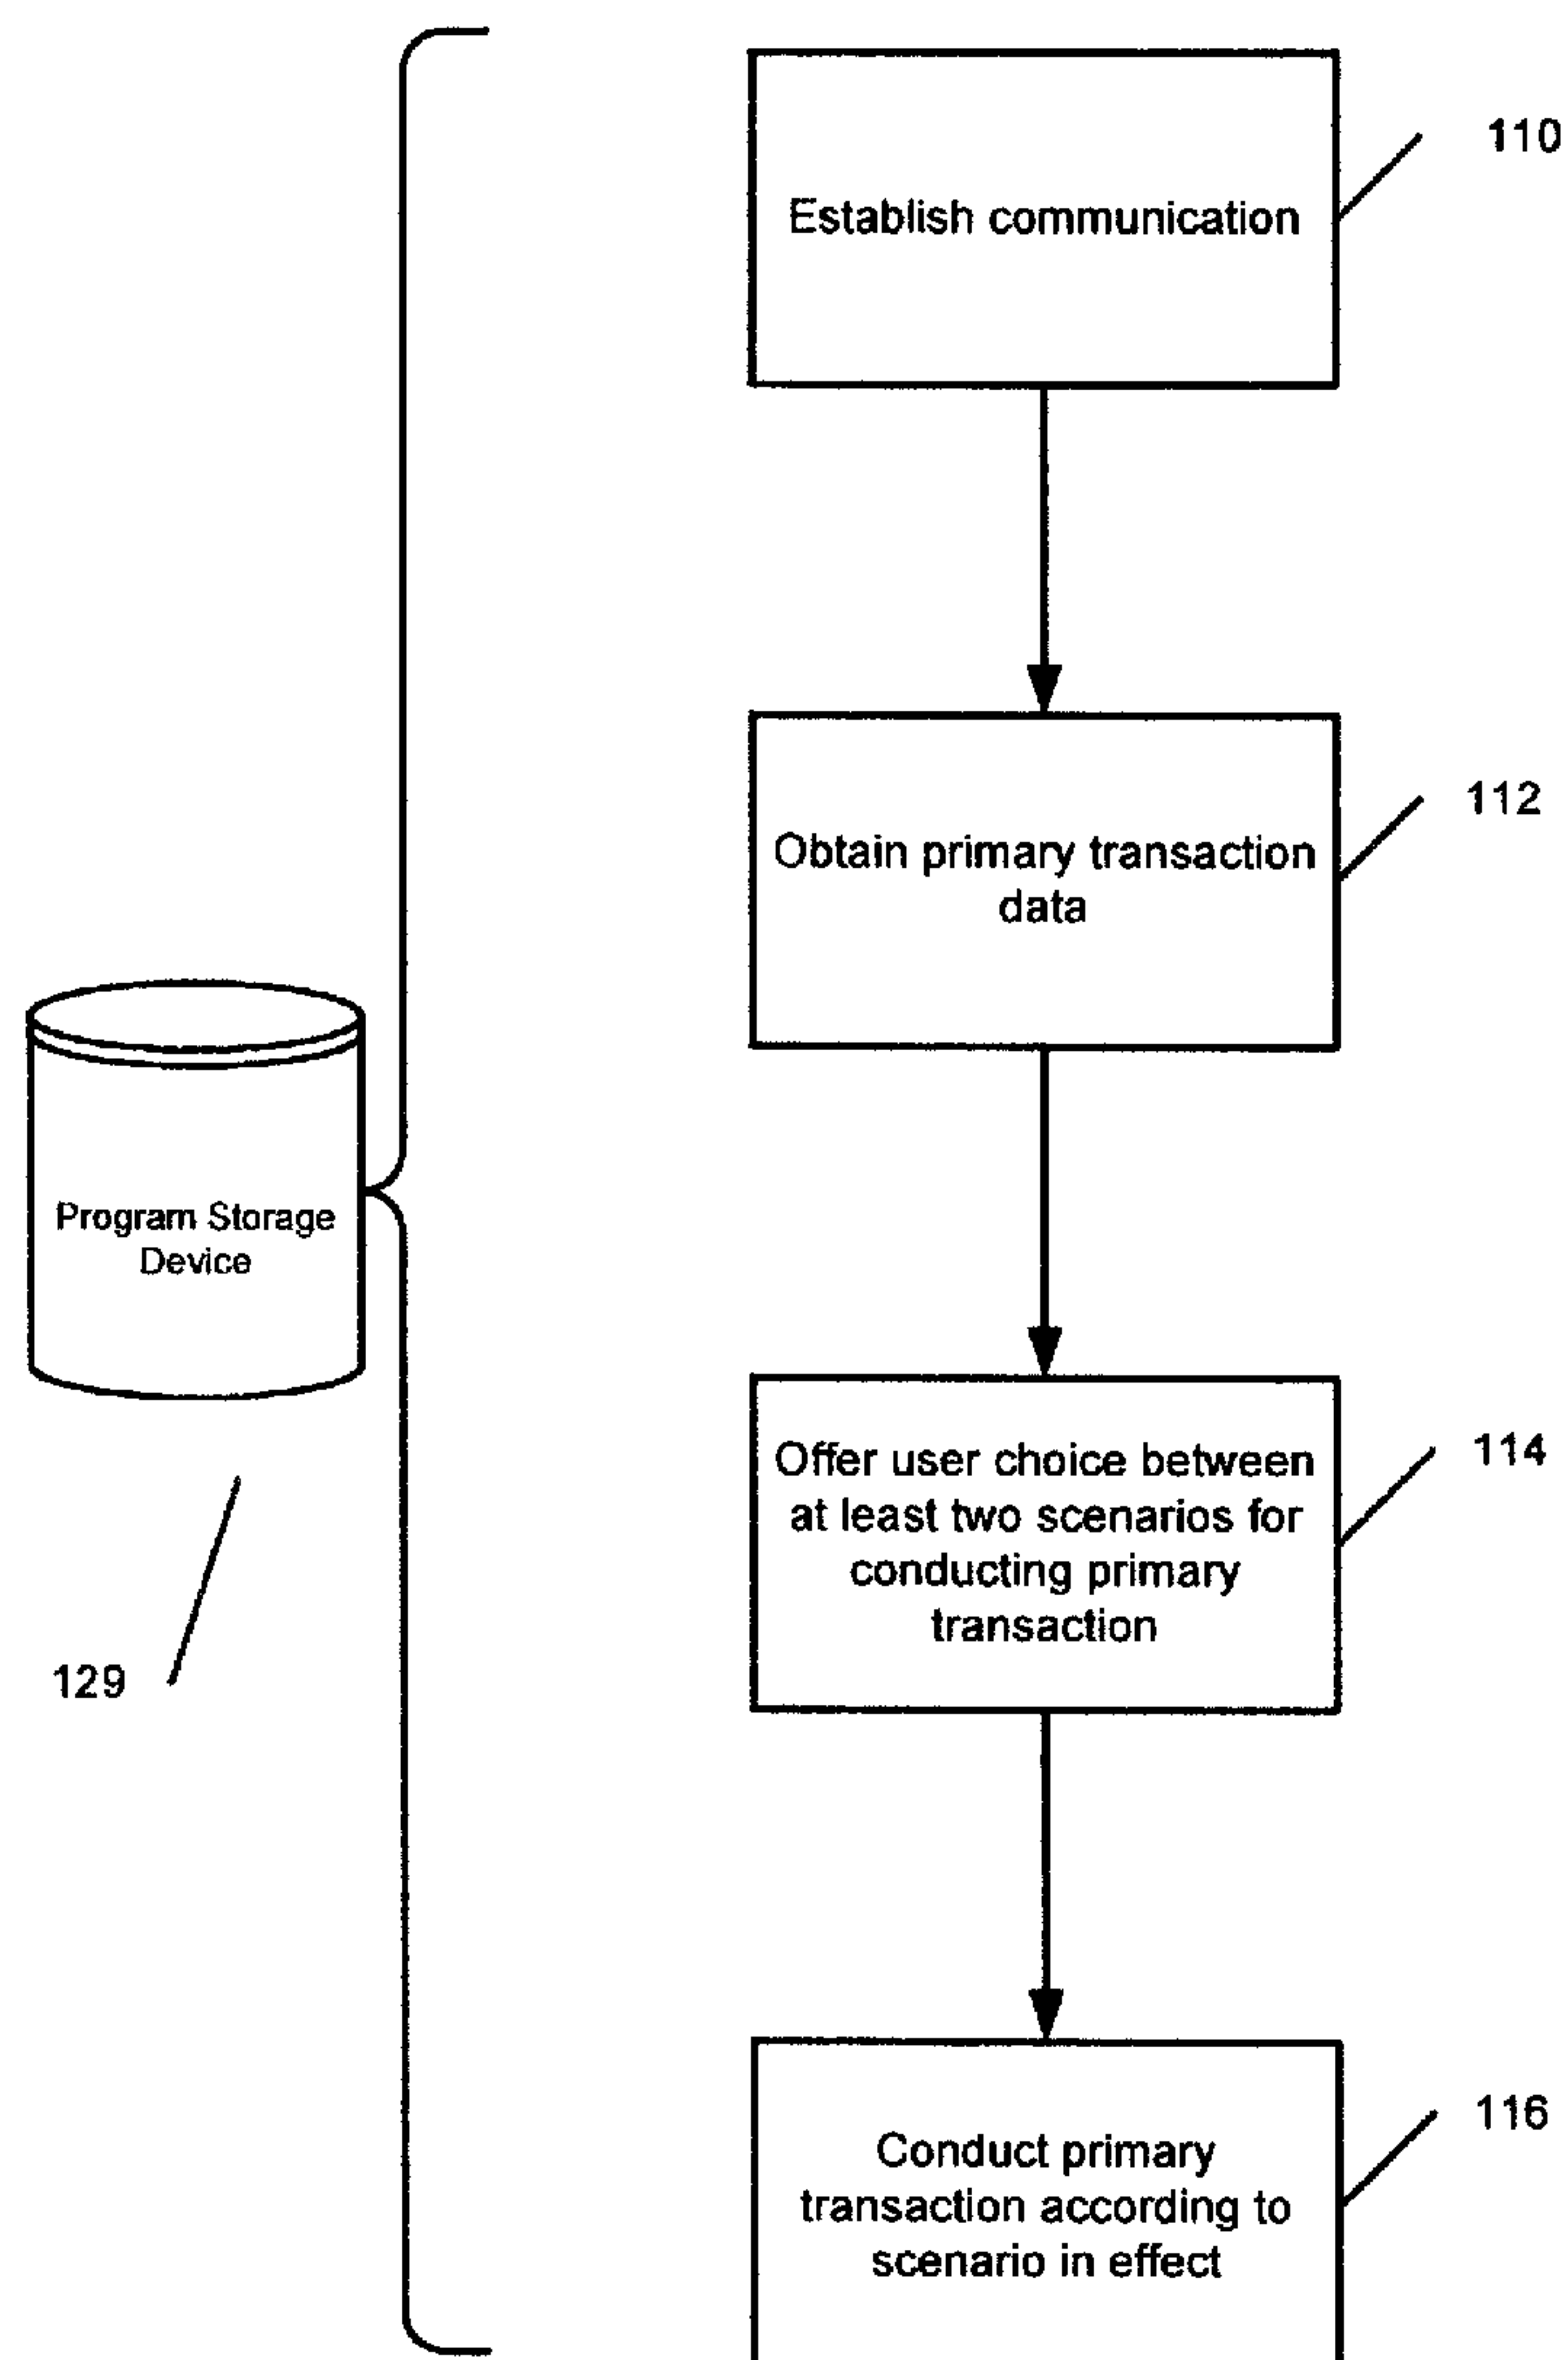 110
Establish communication
112
Obtain primary transaction
data
Program Storage
Device
114
Offer user choice between
at least two scenarios for
conducting primary
transaction
129
116
Conduct primary
transaction according to
scenario in effect